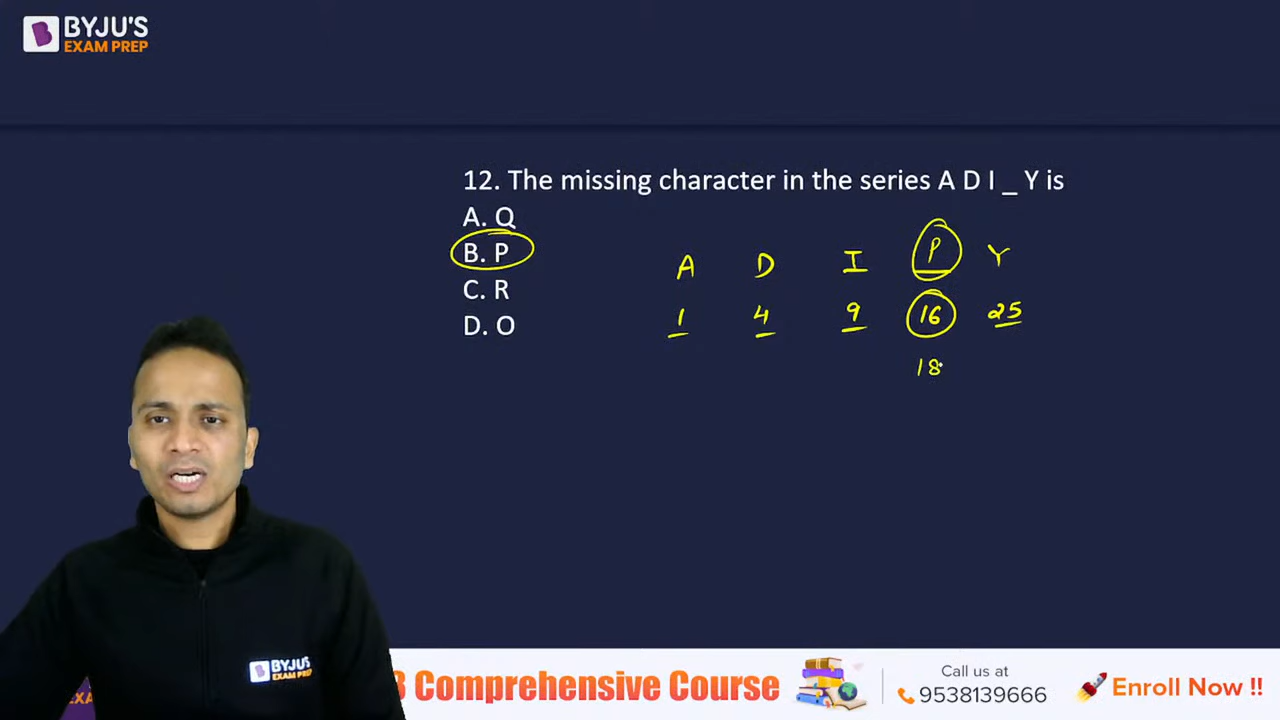 BYJU'S
EXAM PREP
12. The missing character in the series A D I _ Y is
A. Q
B. P
C. R
D. O
A D I P Y
1 4 9 16 25
18
BYJU'S
EXAM PREP
EXA
Comprehensive Course
Call us at
9538139666
Enroll Now !!